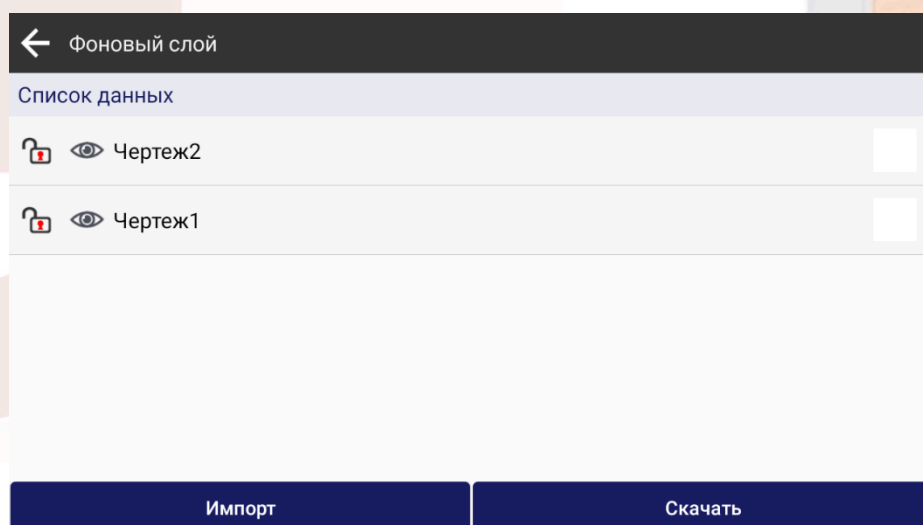 Фоновый слой
Список данных
Чертеж2
Чертеж1
Импорт
Скачать